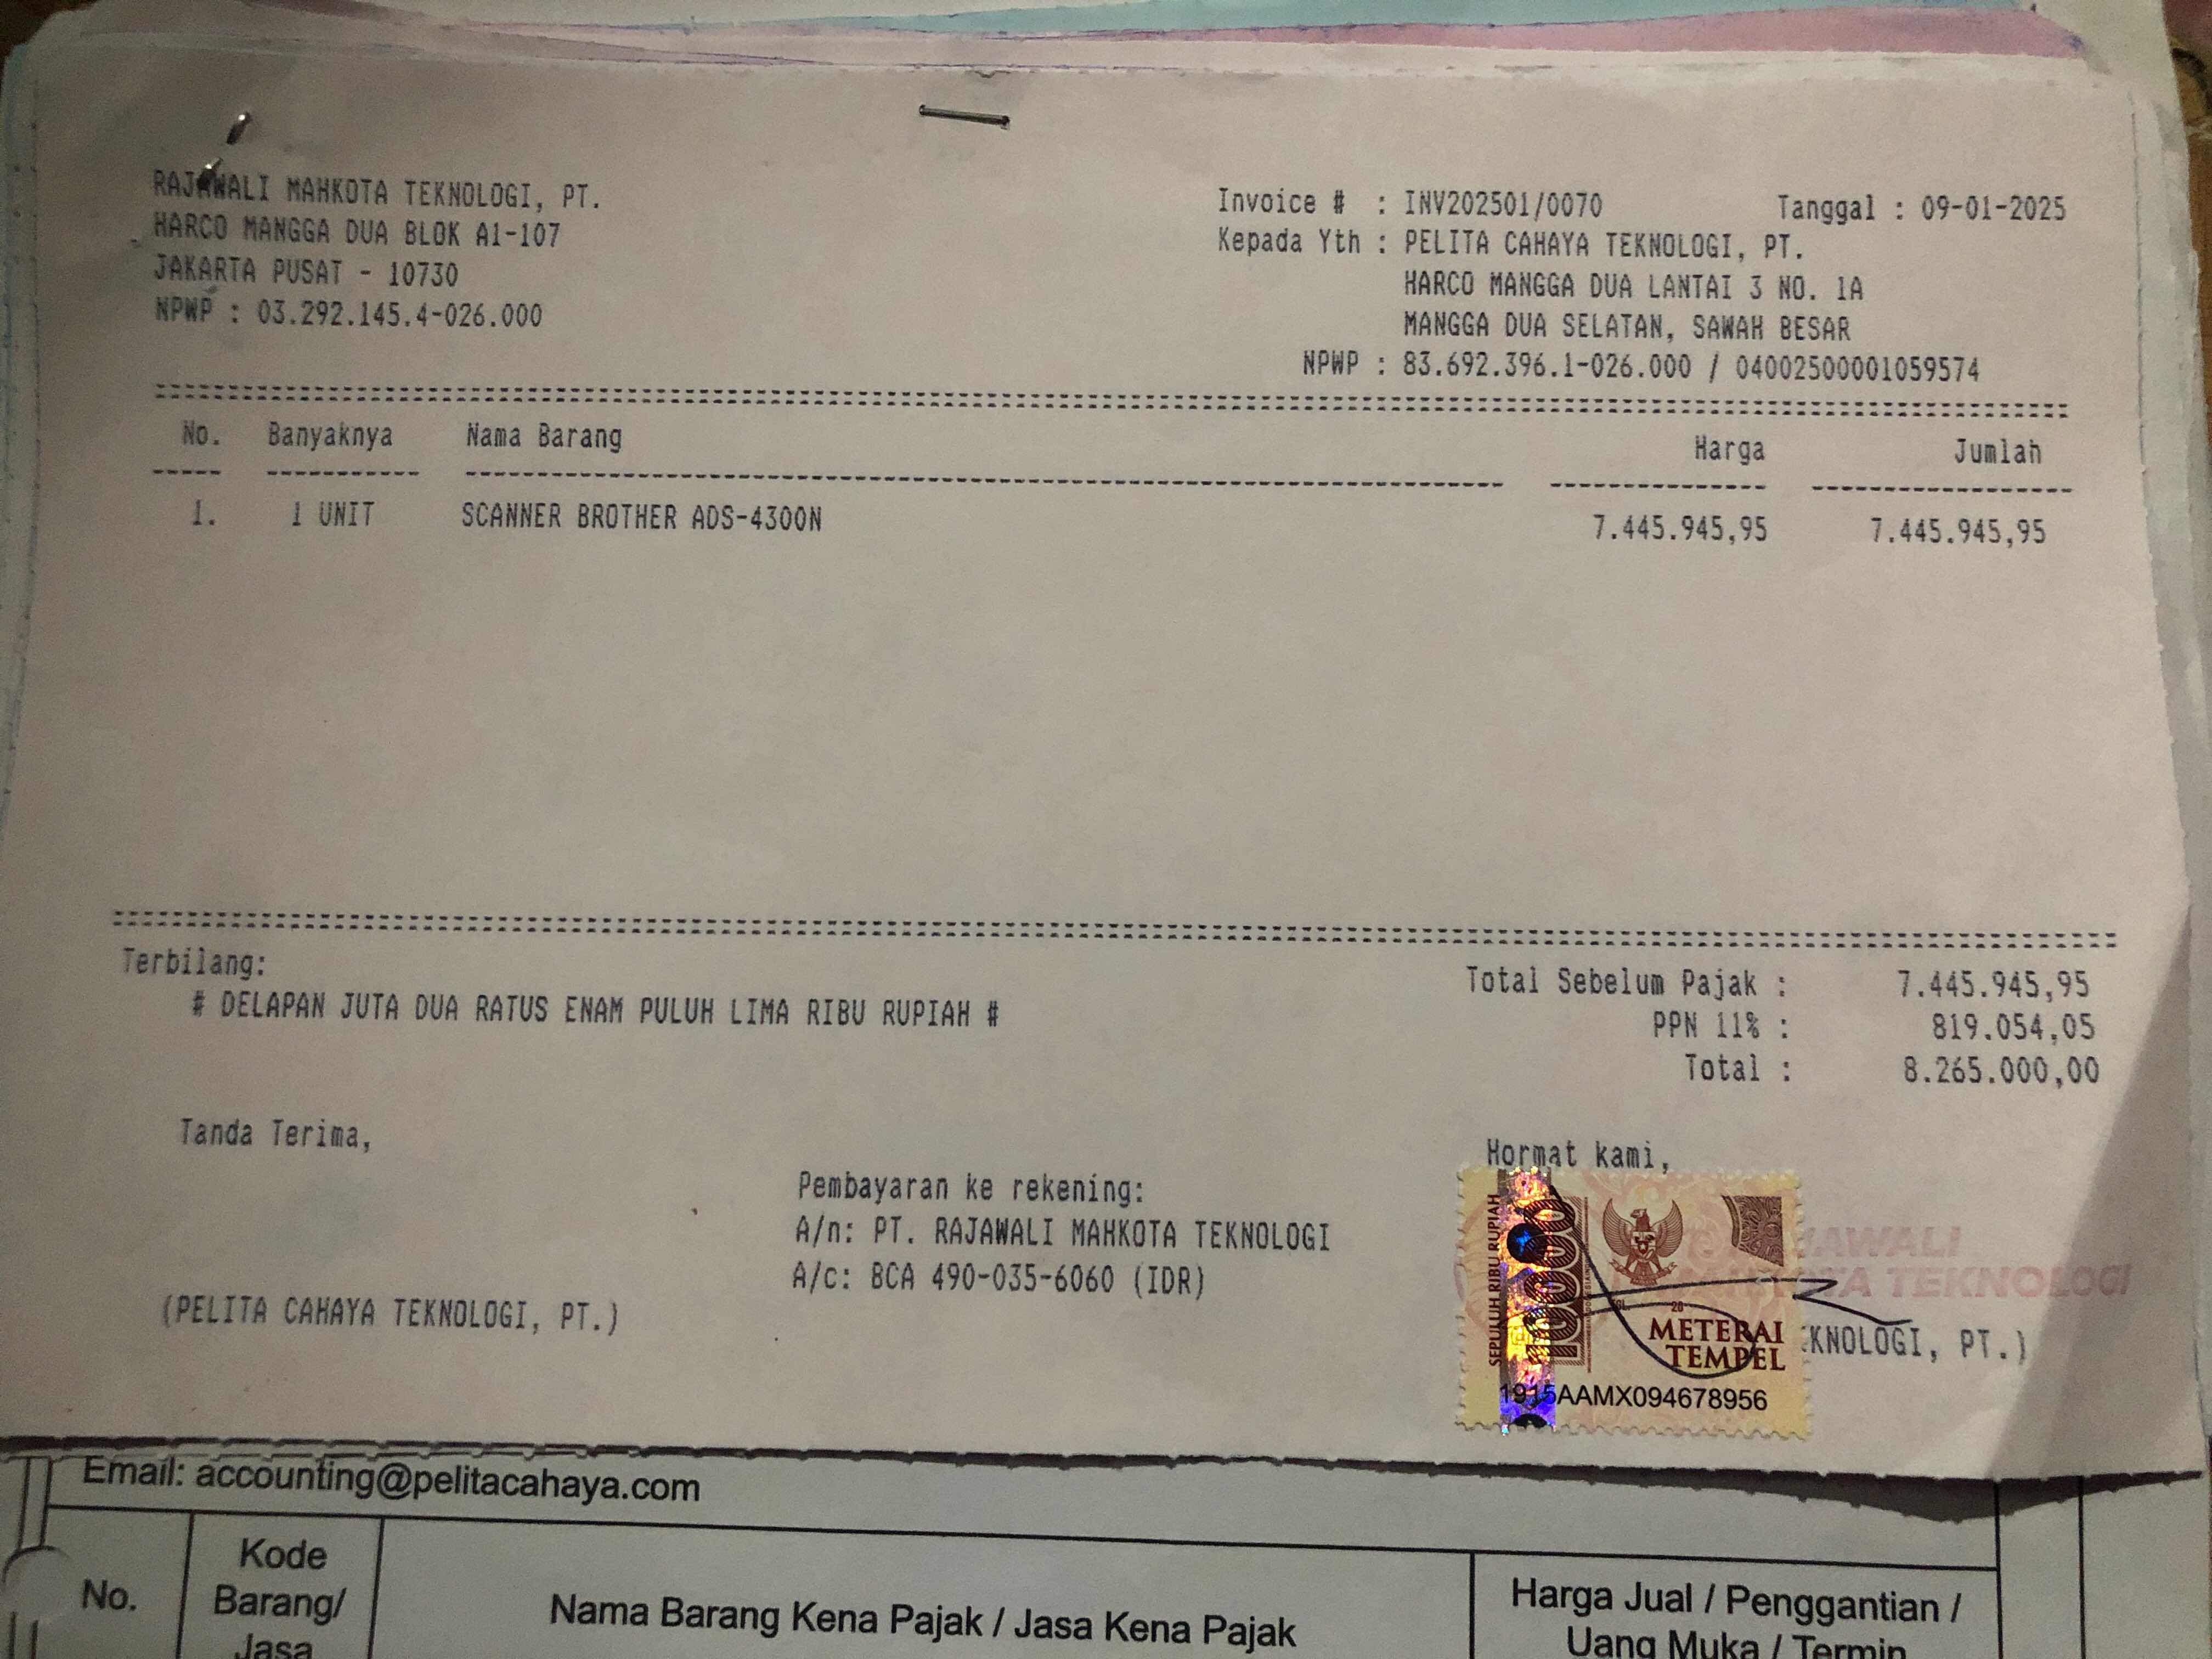 RAJAWALI MAHKOTA TEKNOLOGI, PT.
HARCO MANGGA DUA BLOK A1-107
JAKARTA PUSAT - 10730
NPWP : 03.292.145.4-026.000
Invoice # : INV202501/0070 Tanggal : 09-01-2025
Kepada Yth : PELITA CAHAYA TEKNOLOGI, PT.
HARCO MANGGA DUA LANTAI 3 NO. 1A
MANGGA DUA SELATAN, SAWAH BESAR
NPWP : 83.692.396.1-026.000 / 04002500001059574
No. Banyaknya Nama Barang Harga Jumlah
1. 1 UNIT SCANNER BROTHER ADS-4300N 7.445.945,95 7.445.945,95
Terbilang:
# DELAPAN JUTA DUA RATUS ENAM PULUH LIMA RIBU RUPIAH #
Total Sebelum Pajak : 7.445.945,95
PPN 11% : 819.054,05
Total : 8.265.000,00
Tanda Terima,
(PELITA CAHAYA TEKNOLOGI, PT.)
Pembayaran ke rekening:
A/n: PT. RAJAWALI MAHKOTA TEKNOLOGI
A/c: BCA 490-035-6060 (IDR)
Hormat kami,
SEPULUH RIBU RUPIAH
10000
METERAI
TEMPEL
1915AAMX094678956
TEKNOLOGI
KNOLOGI, PT.)
Email: accounting@pelitacahaya.com
No.
Kode
Barang/
Jasa
Nama Barang Kena Pajak / Jasa Kena Pajak
Harga Jual / Penggantian /
Uang Muka / Termin